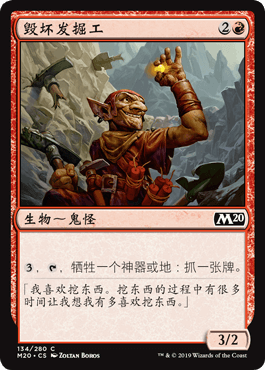 毁坏发掘工 2
生物～鬼怪 M20
3，，牺牲一个神器或地：抓一张牌。
「我喜欢挖东西。挖东西的过程中有很多
时间让我想我有多喜欢挖东西。」
3/2
134/280 C
M20 • CS ZOLTAN BOROS
™ & © 2019 Wizards of the Coast